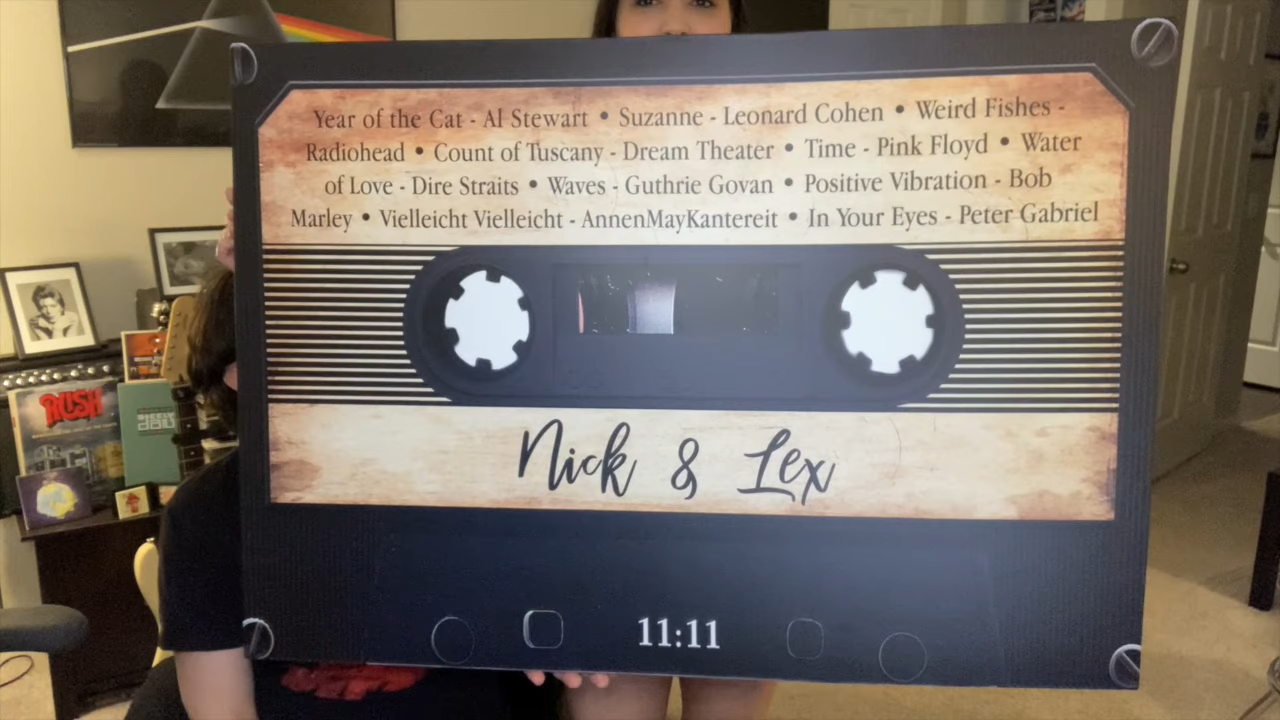 Year of the Cat - Al Stewart • Suzanne - Leonard Cohen • Weird Fishes -
Radiohead • Count of Tuscany - Dream Theater • Time - Pink Floyd • Water
of Love - Dire Straits • Waves - Guthrie Govan • Positive Vibration - Bob
Marley • Vielleicht Vielleicht - AnnenMayKantereit • In Your Eyes - Peter Gabriel
RUSH
Nick & Lex
11:11